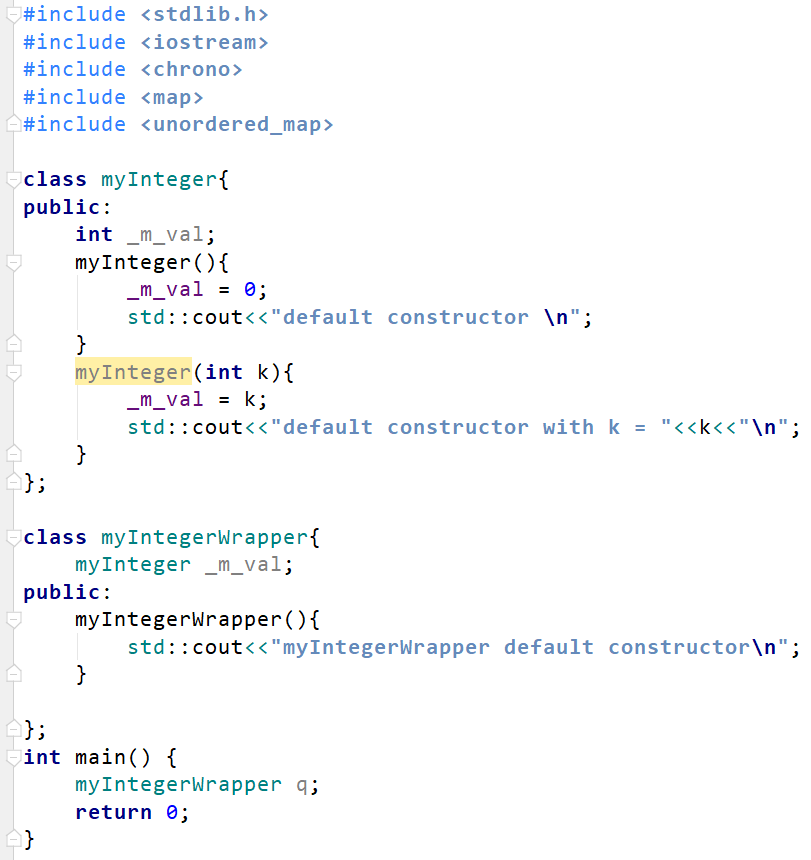 #include <stdlib.h>
#include <iostream>
#include <chrono>
#include <map>
#include <unordered_map>

class myInteger{
public:
    int _m_val;
    myInteger(){
        _m_val = 0;
        std::cout<<"default constructor \n";
    }
    myInteger(int k){
        _m_val = k;
        std::cout<<"default constructor with k = "<<k<<"\n";
    }
};

class myIntegerWrapper{
    myInteger _m_val;
public:
    myIntegerWrapper(){
        std::cout<<"myIntegerWrapper default constructor\n";
    }

};
int main() {
    myIntegerWrapper q;
    return 0;
}